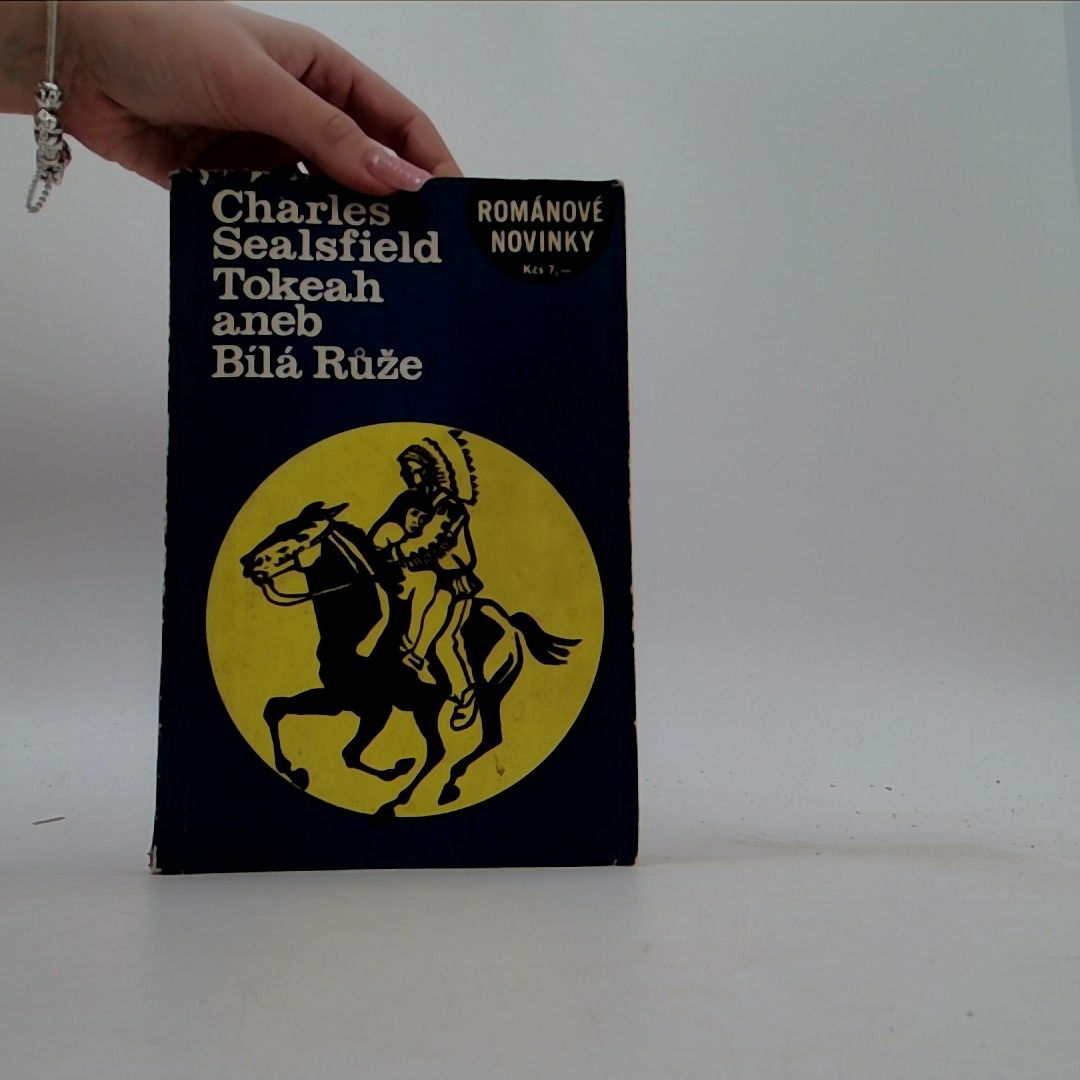 Charles
Sealsfield
Tokeah
aneb
Bílá Růže
ROMÁNOVÉ
NOVINKY
Kčs 7,—